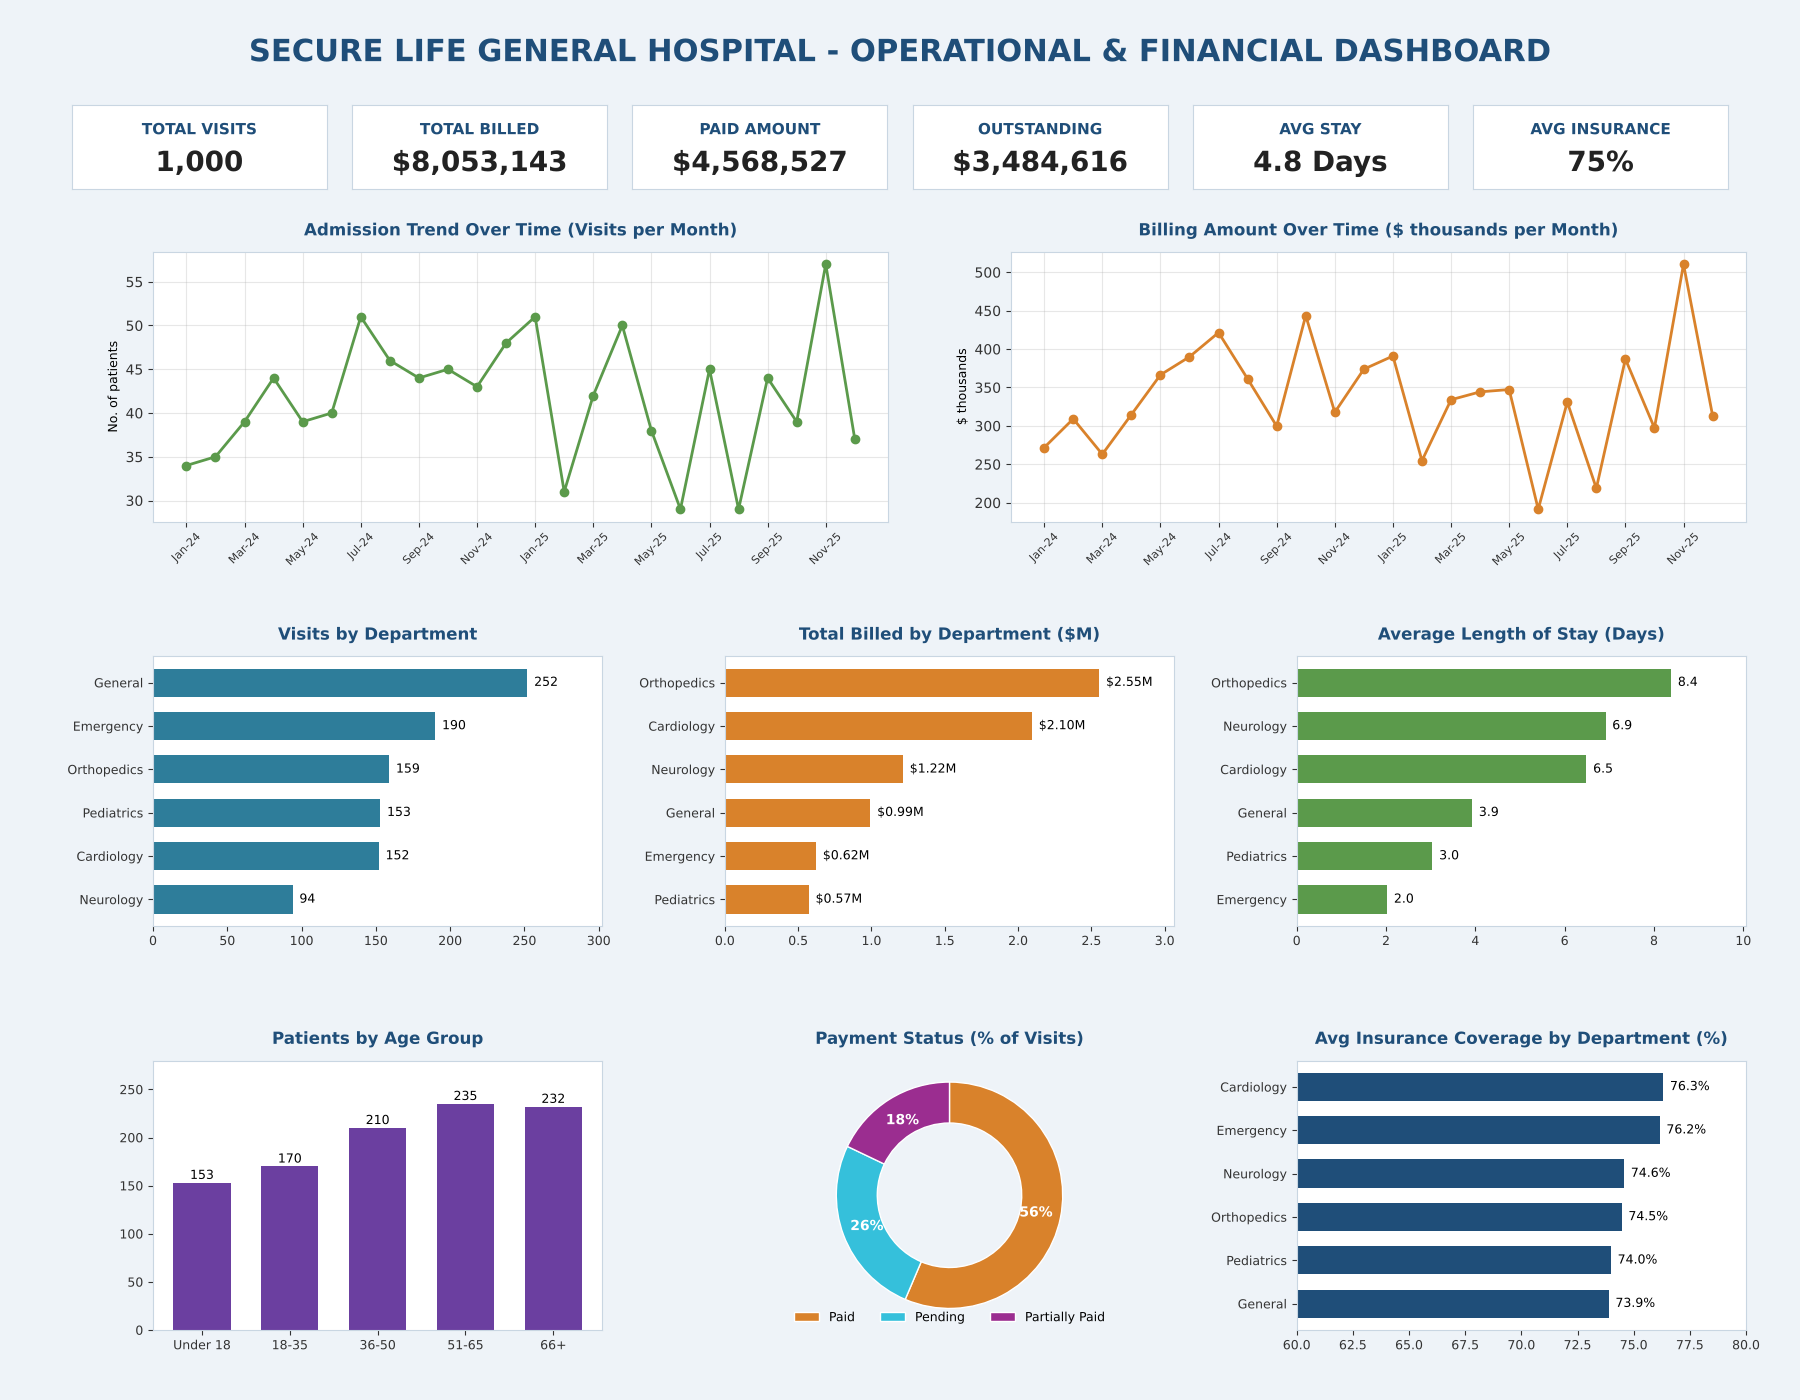 SECURE LIFE GENERAL HOSPITAL - OPERATIONAL & FINANCIAL DASHBOARD
TOTAL VISITS
1,000
TOTAL BILLED
$8,053,143
PAID AMOUNT
$4,568,527
OUTSTANDING
$3,484,616
AVG STAY
4.8 Days
AVG INSURANCE
75%
Admission Trend Over Time (Visits per Month)
No. of patients
55
50
45
40
35
30
Jan-24
Mar-24
May-24
Jul-24
Sep-24
Nov-24
Jan-25
Mar-25
May-25
Jul-25
Sep-25
Nov-25
Billing Amount Over Time ($ thousands per Month)
$ thousands
500
450
400
350
300
250
200
Jan-24
Mar-24
May-24
Jul-24
Sep-24
Nov-24
Jan-25
Mar-25
May-25
Jul-25
Sep-25
Nov-25
Visits by Department
General 252
Emergency 190
Orthopedics 159
Pediatrics 153
Cardiology 152
Neurology 94
0 50 100 150 200 250 300
Total Billed by Department ($M)
Orthopedics $2.55M
Cardiology $2.10M
Neurology $1.22M
General $0.99M
Emergency $0.62M
Pediatrics $0.57M
0.0 0.5 1.0 1.5 2.0 2.5 3.0
Average Length of Stay (Days)
Orthopedics 8.4
Neurology 6.9
Cardiology 6.5
General 3.9
Pediatrics 3.0
Emergency 2.0
0 2 4 6 8 10
Patients by Age Group
250
200
150
100
50
0
153
170
210
235
232
Under 18 18-35 36-50 51-65 66+
Payment Status (% of Visits)
18%
56%
26%
Paid Pending Partially Paid
Avg Insurance Coverage by Department (%)
Cardiology 76.3%
Emergency 76.2%
Neurology 74.6%
Orthopedics 74.5%
Pediatrics 74.0%
General 73.9%
60.0 62.5 65.0 67.5 70.0 72.5 75.0 77.5 80.0